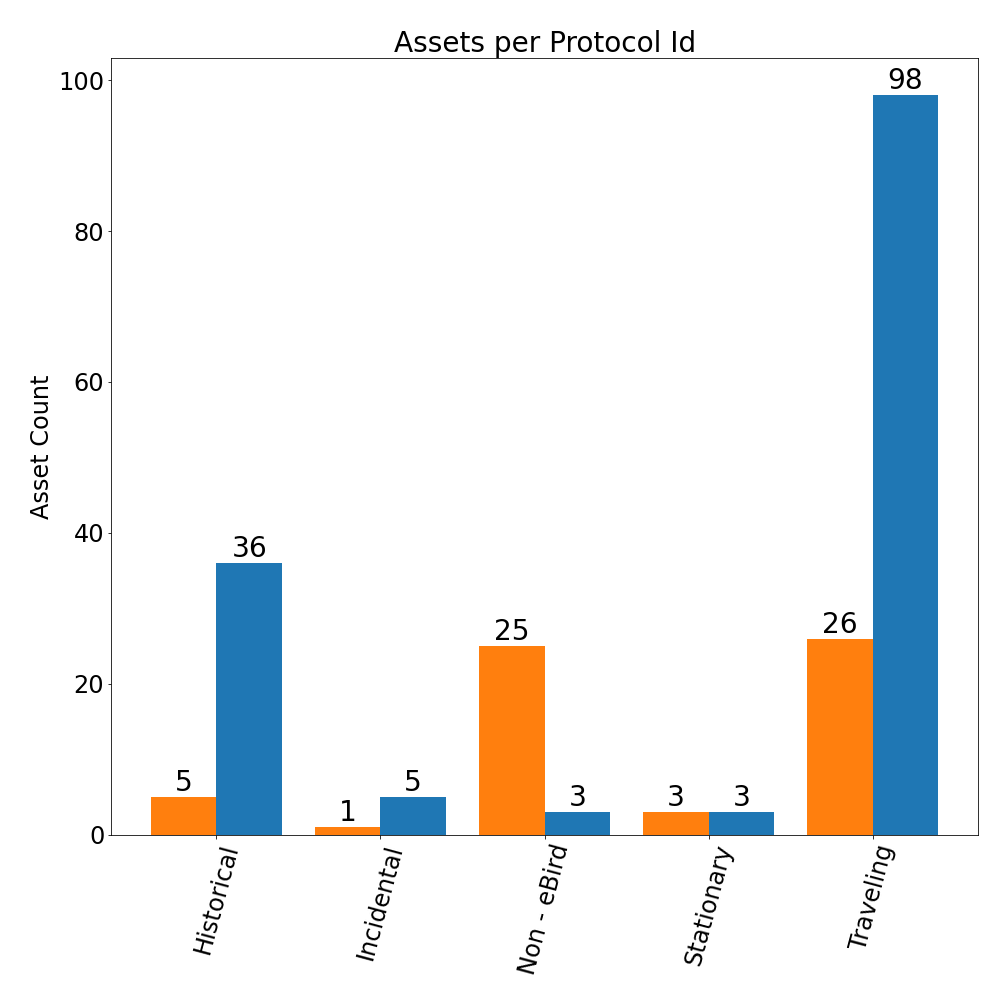 Assets per Protocol Id
Asset Count
100
80
60
40
20
0
5
36
1
5
25
3
3
3
26
98
Historical
Incidental
Non - eBird
Stationary
Traveling